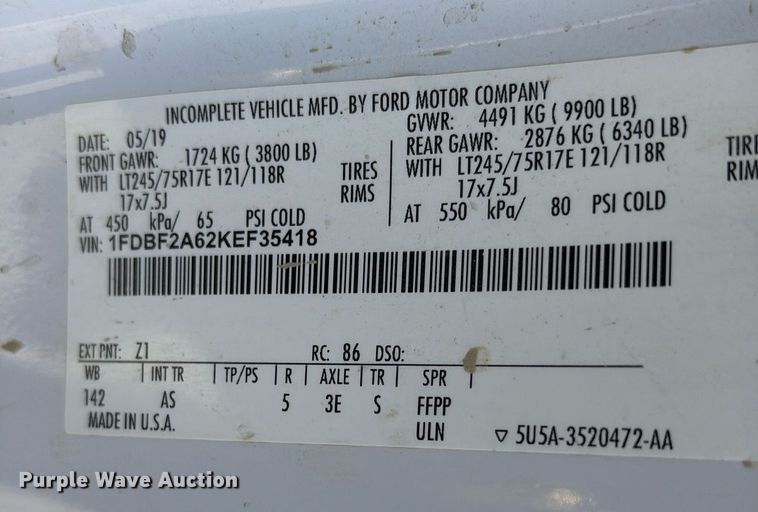 INCOMPLETE VEHICLE MFD. BY FORD MOTOR COMPANY
DATE: 05/19 GVWR: 4491 KG ( 9900 LB)
FRONT GAWR: 1724 KG ( 3800 LB) REAR GAWR: 2876 KG ( 6340 LB)
WITH LT245/75R17E 121/118R TIRES WITH LT245/75R17E 121/118R TIRE
17x7.5J RIMS 17x7.5J RIM
AT 450 kPa/ 65 PSI COLD AT 550 kPa/ 80 PSI COLD
VIN: 1FDBF2A62KEF35418
EXT PNT: Z1 RC: 86 DSO:
WB INT TR TP/PS R AXLE TR SPR
142 AS 5 3E S FFPP
MADE IN U.S.A. ULN 5U5A-3520472-AA
Purple Wave Auction